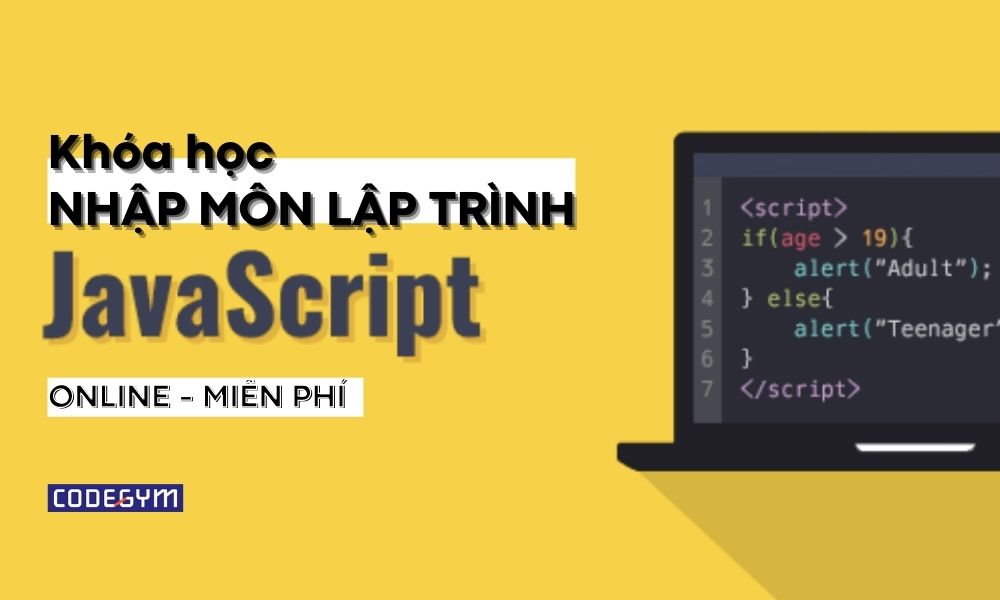 Khóa học
NHẬP MÔN LẬP TRÌNH
JavaScript
ONLINE - MIỄN PHÍ
CODEGYM
1 <script>
2 if(age > 19){
3 alert("Adult");
4 } else{
5 alert("Teenager"
6 }
7 </script>